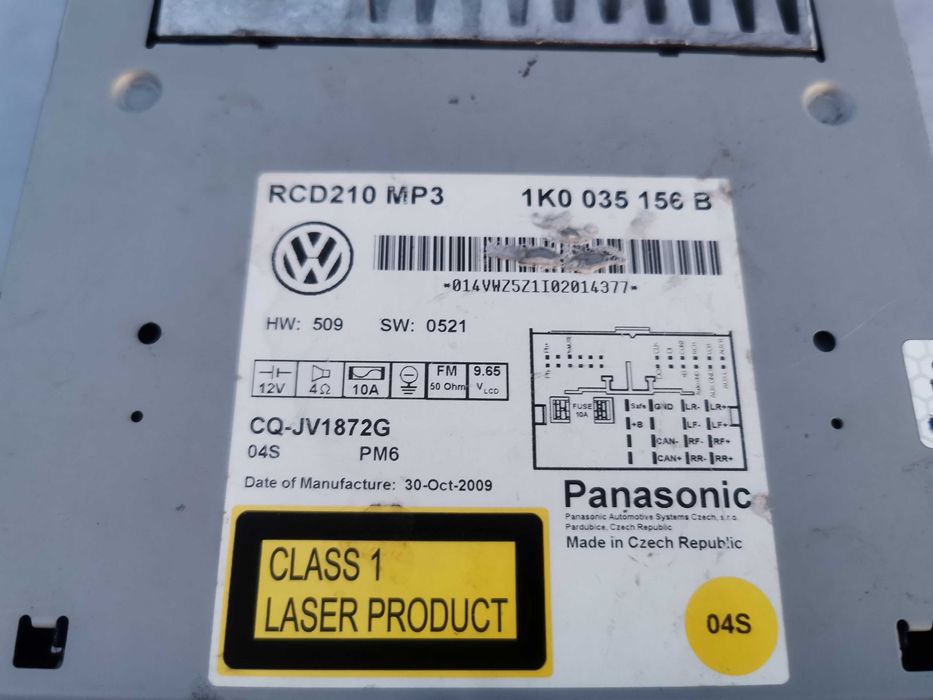 RCD210 MP3 1K0 035 156 B
*014VWZ5Z1I02014377*
HW: 509 SW: 0521
12V 4Ω 10A FM 50 Ohm 9.65 VLCD
FUSE 10A
Safe GND LR- LR+
+B LF- LF+
CAN- RF- RF+
CAN+ RR- RR+
CQ-JV1872G
04S PM6
Date of Manufacture: 30-Oct-2009
Panasonic
Panasonic Automotive Systems Czech, s.r.o.
Pardubice, Czech Republic
Made in Czech Republic
CLASS 1
LASER PRODUCT
04S